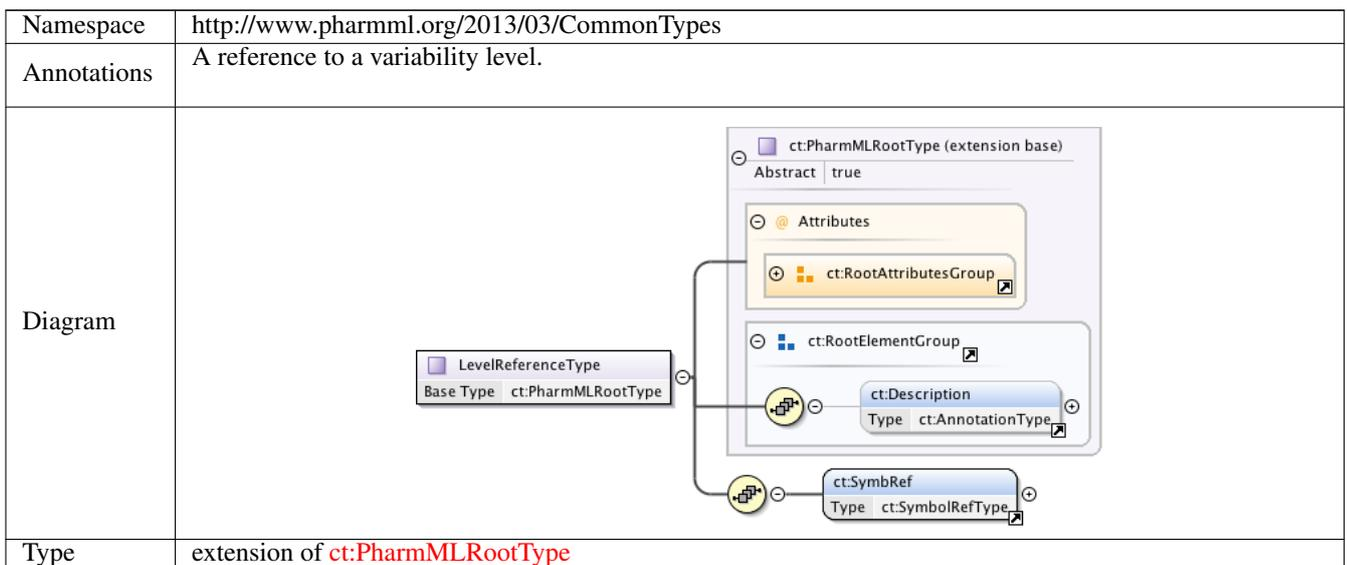 Namespace http://www.pharmml.org/2013/03/CommonTypes
Annotations A reference to a variability level.
Diagram
ct:PharmMLRootType (extension base)
Abstract true
@ Attributes
ct:RootAttributesGroup
ct:RootElementGroup
LevelReferenceType
Base Type ct:PharmMLRootType
ct:Description
Type ct:AnnotationType
ct:SymbRef
Type ct:SymbolRefType
Type extension of ct:PharmMLRootType